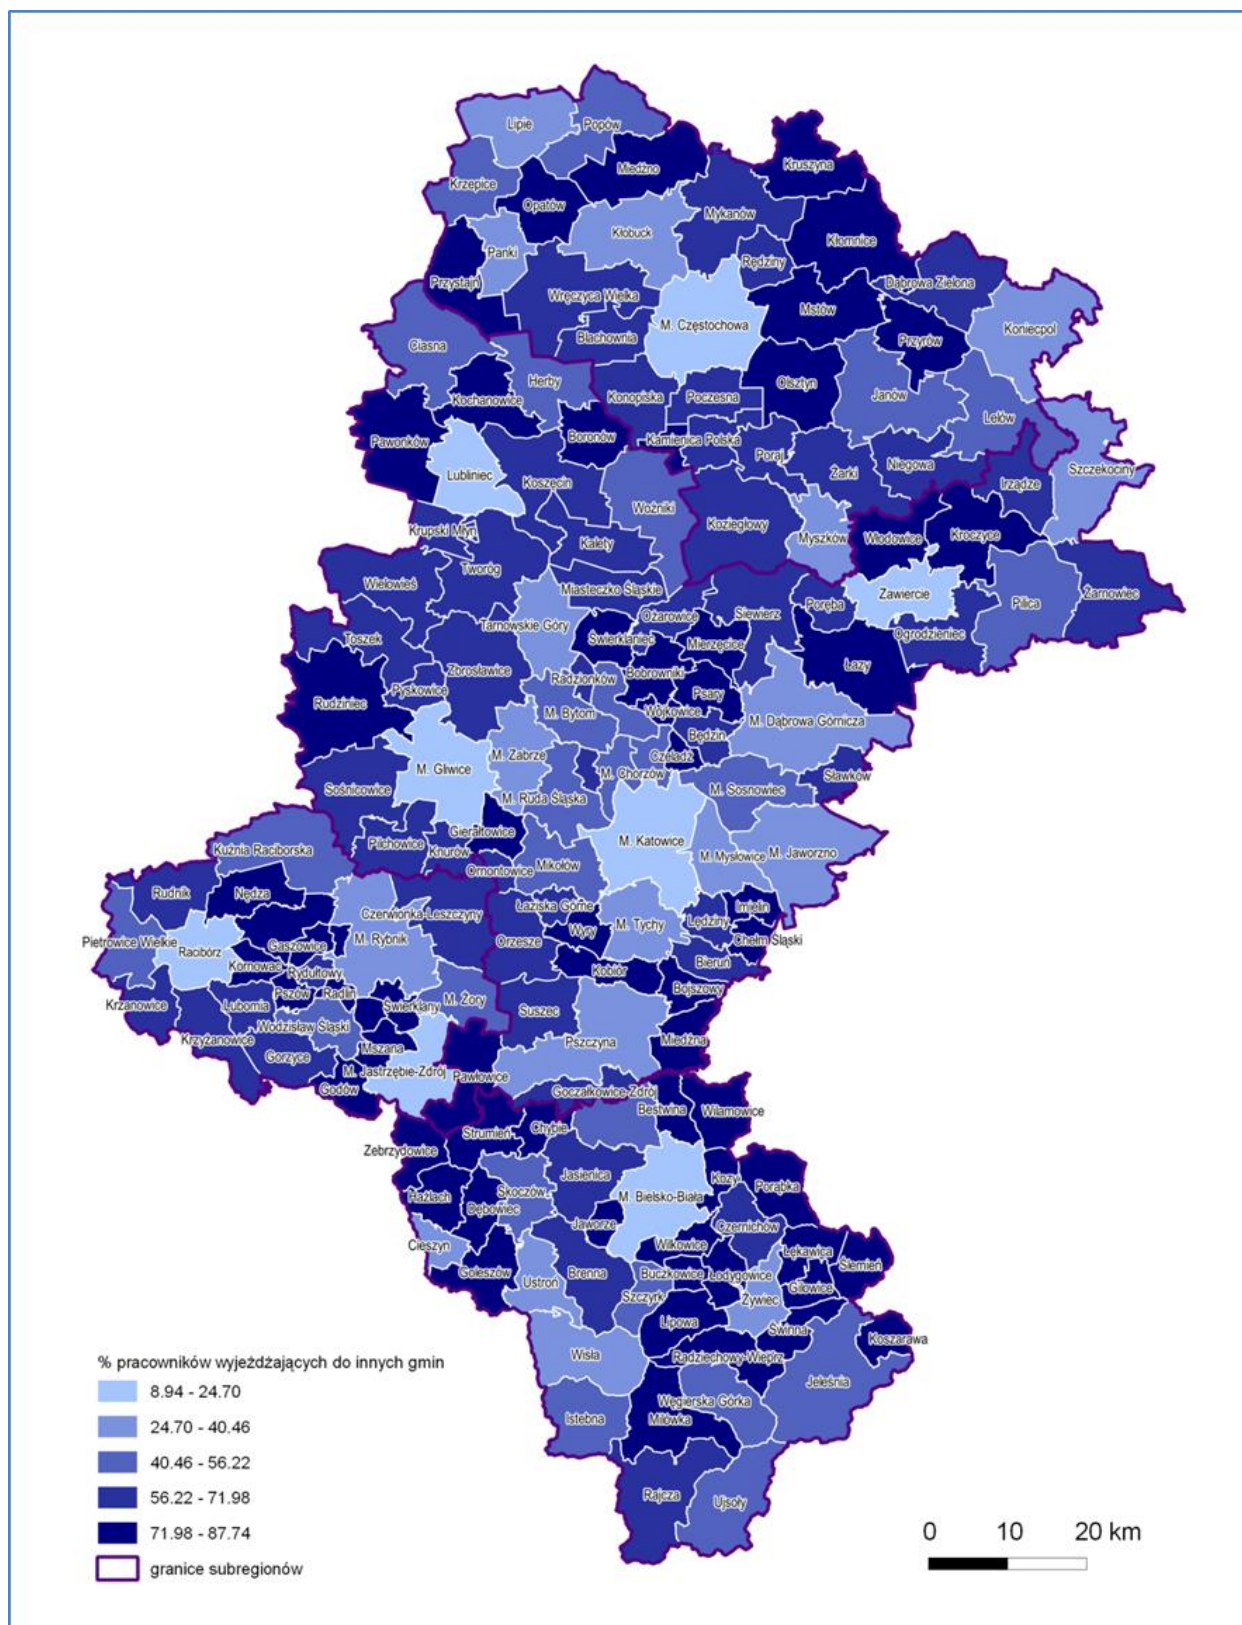 Lipie
Popów
Miedźno
Kruszyna
Krzepice
Opatów
Mykanów
Kłobuck
Kłomnice
Panki
Rędziny
Przystajń
Dąbrowa Zielona
Wręczyca Wielka
Mstów
M. Częstochowa
Koniecpol
Blachownia
Przyrów
Ciasna
Herby
Olsztyn
Janów
Kochanowice
Konopiska
Poczesna
Lelów
Boronów
Kamienica Polska
Pawonków
Poraj
Żarki
Niegowa
Szczekociny
Lubliniec
Koszęcin
Irządze
Woźniki
Koziegłowy
Krupski Młyn
Myszków
Włodowice
Kroczyce
Kalety
Tworóg
Wielowieś
Miasteczko Śląskie
Zawiercie
Żarnowiec
Poręba
Pilica
Ożarowice
Siewierz
Tarnowskie Góry
Ogrodzieniec
Toszek
Świerklaniec
Mierzęcice
Zbrosławice
Łazy
Bobrowniki
Radzionków
Pyskowice
Psary
Rudziniec
Wojkowice
M. Bytom
M. Dąbrowa Górnicza
Będzin
M. Zabrze
Czeladź
M. Gliwice
M. Chorzów
Sławków
Sośnicowice
M. Sosnowiec
M. Ruda Śląska
Gierałtowice
M. Katowice
Pilchowice
Kuźnia Raciborska
Knurów
M. Mysłowice
M. Jaworzno
Mikołów
Ornontowice
Rudnik
Nędza
Łaziska Górne
Imielin
Czerwionka-Leszczyny
M. Tychy
Lędziny
Wyry
Pietrowice Wielkie
M. Rybnik
Orzesze
Chełm Śląski
Gaszowice
Racibórz
Bieruń
Kornowac
Rydułtowy
Kobiór
Bojszowy
Pszów
Radlin
M. Żory
Krzanowice
Lubomia
Świerklany
Suszec
Wodzisław Śląski
Krzyżanowice
Mszana
Pszczyna
Miedźna
Gorzyce
M. Jastrzębie-Zdrój
Pawłowice
Godów
Goczałkowice-Zdrój
Bestwina
Wilamowice
Chybie
Strumień
Zebrzydowice
Jasienica
Kozy
Porąbka
Skoczów
M. Bielsko-Biała
Hażlach
Dębowiec
Jaworze
Czernichów
Cieszyn
Wilkowice
Łękawica
Ślemień
Goleszów
Brenna
Buczkowice
Łodygowice
Ustroń
Gilowice
Szczyrk
Żywiec
Lipowa
Świnna
Koszarawa
Wisła
Radziechowy-Wieprz
Jeleśnia
Węgierska Górka
Istebna
Milówka
Rajcza
Ujsoły
% pracowników wyjeżdżających do innych gmin
8.94 - 24.70
24.70 - 40.46
40.46 - 56.22
56.22 - 71.98
71.98 - 87.74
granice subregionów
0 10 20 km